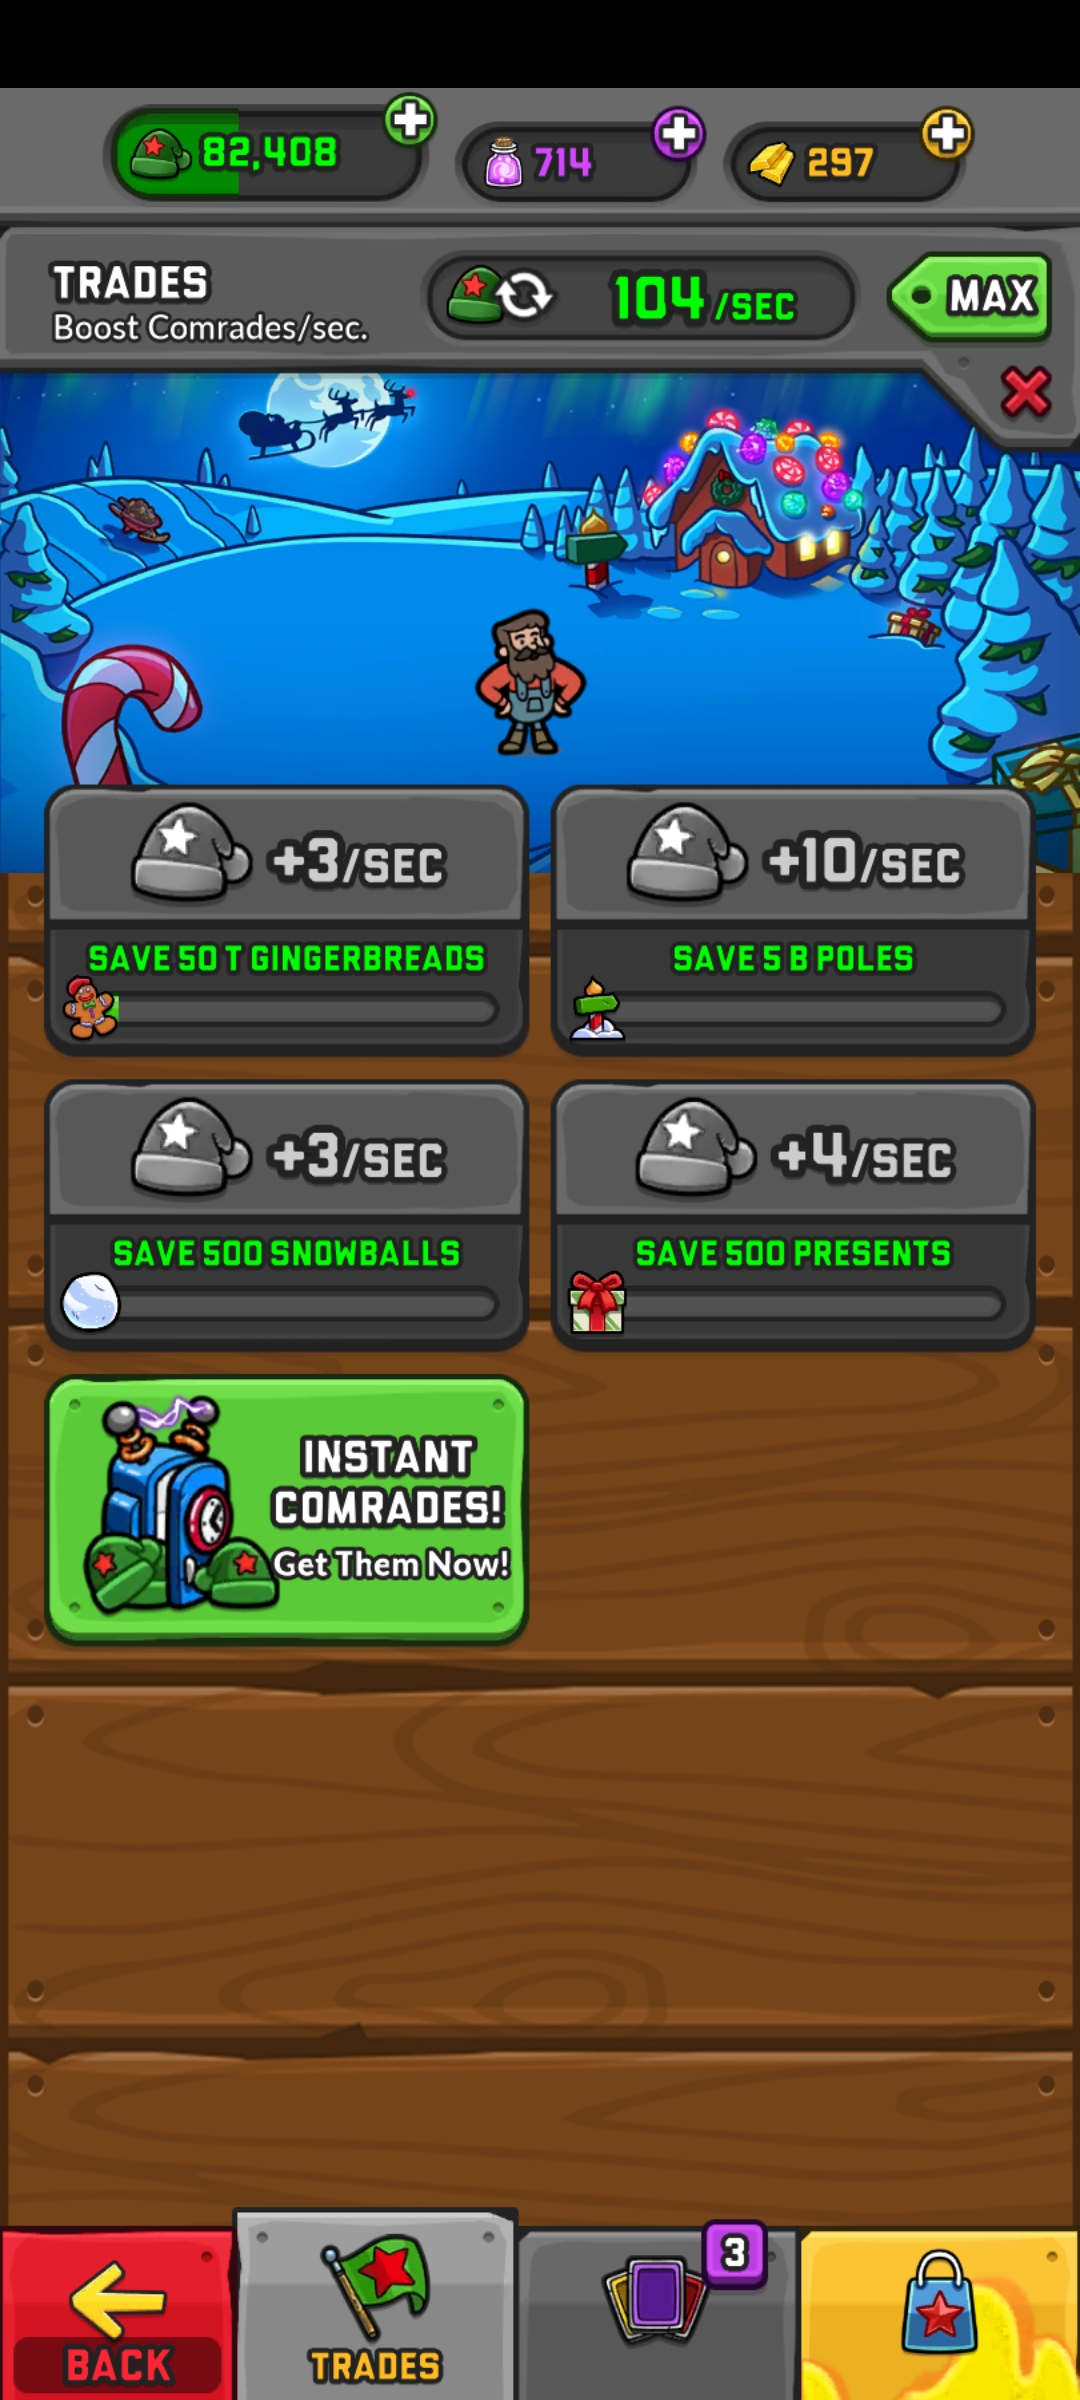 82,408
714
297
TRADES
Boost Comrades/sec.
104/SEC
MAX
+3/SEC
+10/SEC
SAVE 50 T GINGERBREADS
SAVE 5 B POLES
+3/SEC
+4/SEC
SAVE 500 SNOWBALLS
SAVE 500 PRESENTS
INSTANT
COMRADES!
Get Them Now!
3
BACK
TRADES